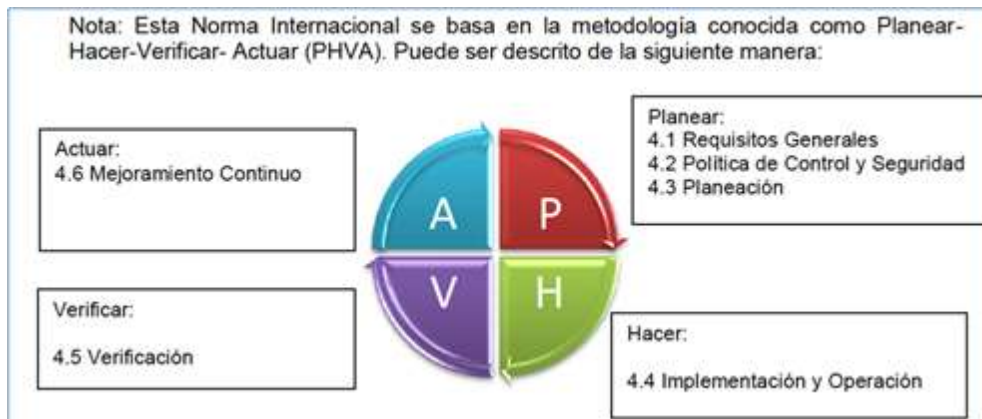 Nota: Esta Norma Internacional se basa en la metodología conocida como Planear-
Hacer-Verificar- Actuar (PHVA). Puede ser descrito de la siguiente manera:
Actuar:
4.6 Mejoramiento Continuo
Planear:
4.1 Requisitos Generales
4.2 Política de Control y Seguridad
4.3 Planeación
A
P
V
H
Verificar:
4.5 Verificación
Hacer:
4.4 Implementación y Operación